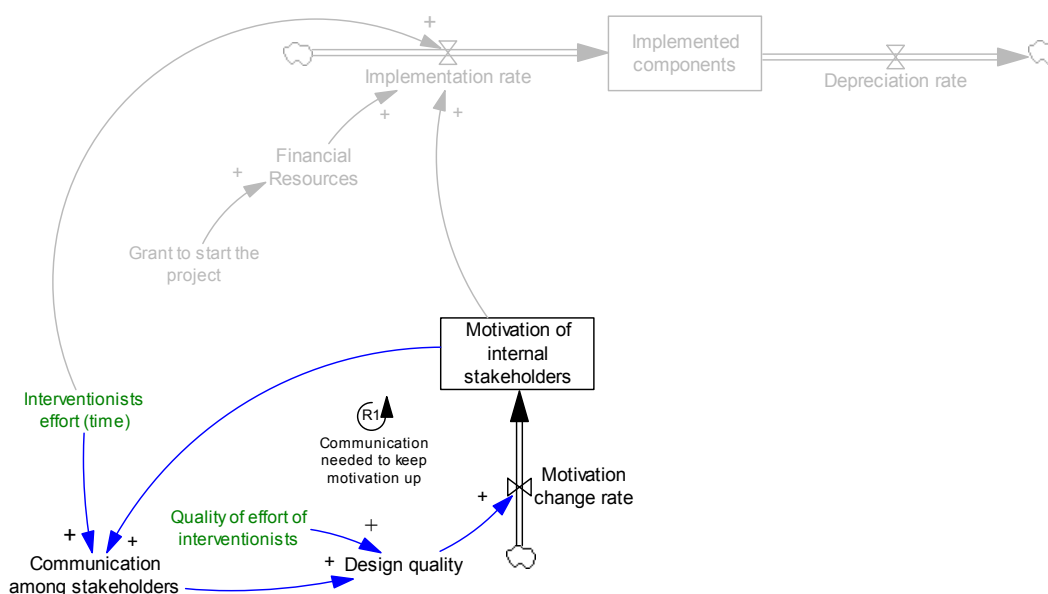 +
Implementation rate
Implemented
components
Depreciation rate
+
+
Financial
Resources
+
Grant to start the
project
Motivation of
internal
stakeholders
Interventionists
effort (time)
R1
Communication
needed to keep
motivation up
Motivation
change rate
+
Quality of effort of
interventionists
+
+
+
Communication
among stakeholders
+
Design quality